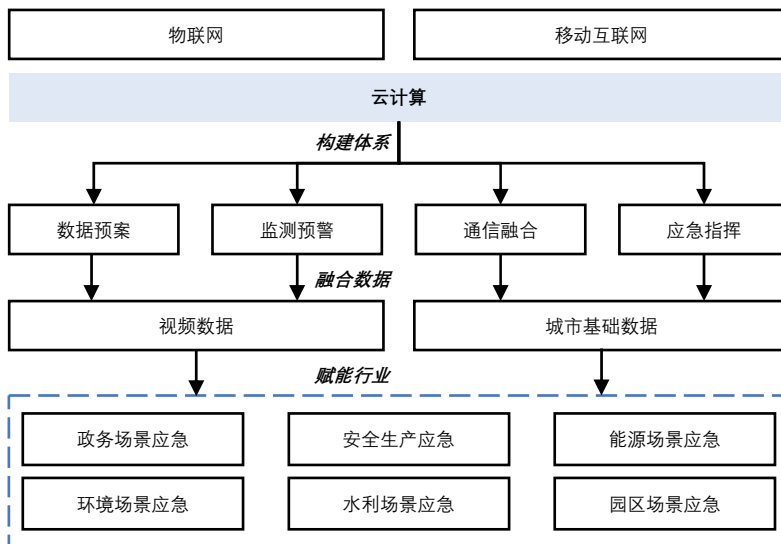 物联网 移动互联网
云计算
构建体系
数据预案 监测预警 通信融合 应急指挥
融合数据
视频数据 城市基础数据
赋能行业
政务场景应急 安全生产应急 能源场景应急
环境场景应急 水利场景应急 园区场景应急